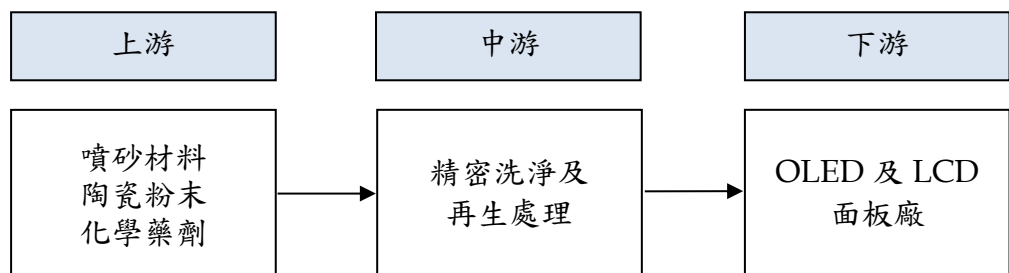 上游
中游
下游
噴砂材料
陶瓷粉末
化學藥劑
精密洗淨及
再生處理
OLED 及 LCD
面板廠